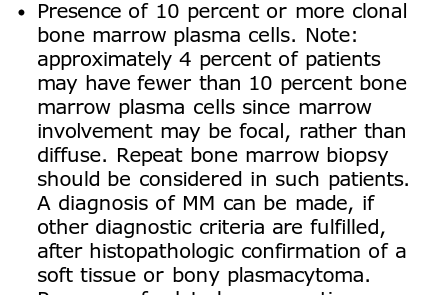 • Presence of 10 percent or more clonal
bone marrow plasma cells. Note:
approximately 4 percent of patients
may have fewer than 10 percent bone
marrow plasma cells since marrow
involvement may be focal, rather than
diffuse. Repeat bone marrow biopsy
should be considered in such patients.
A diagnosis of MM can be made, if
other diagnostic criteria are fulfilled,
after histopathologic confirmation of a
soft tissue or bony plasmacytoma.